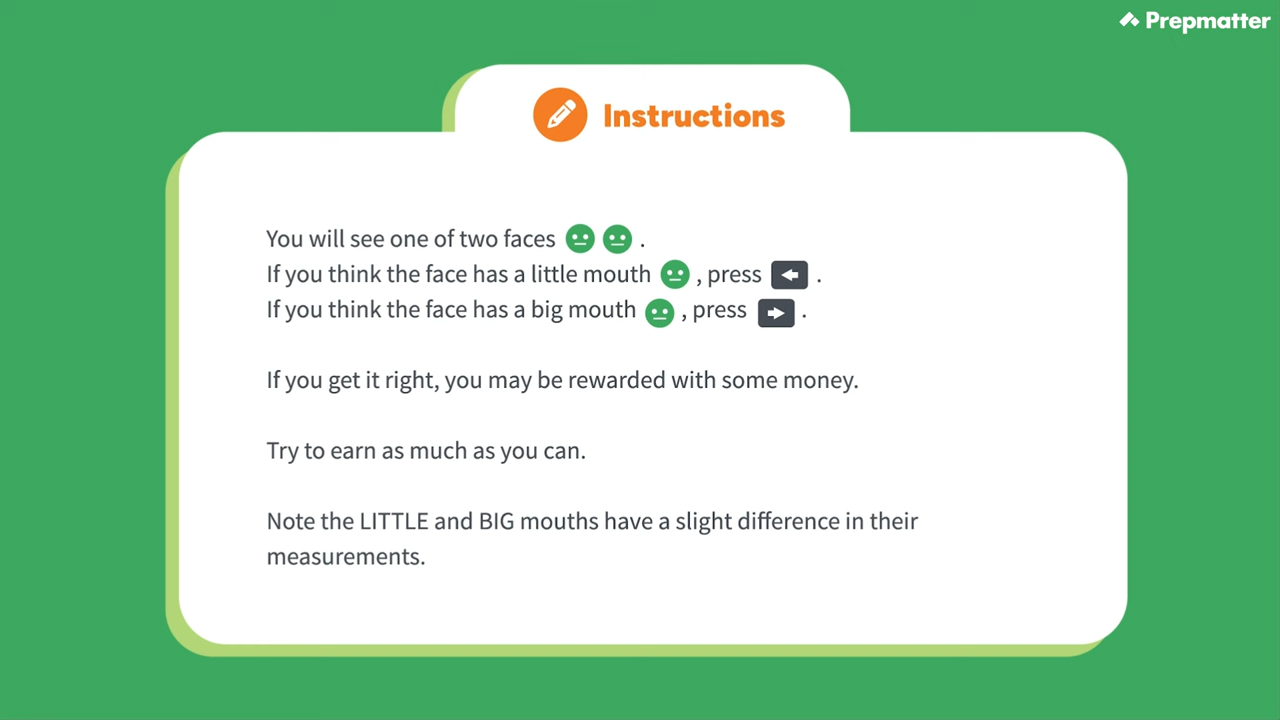 Prepmatter
Instructions
You will see one of two faces .
If you think the face has a little mouth , press .
If you think the face has a big mouth , press .
If you get it right, you may be rewarded with some money.
Try to earn as much as you can.
Note the LITTLE and BIG mouths have a slight difference in their
measurements.